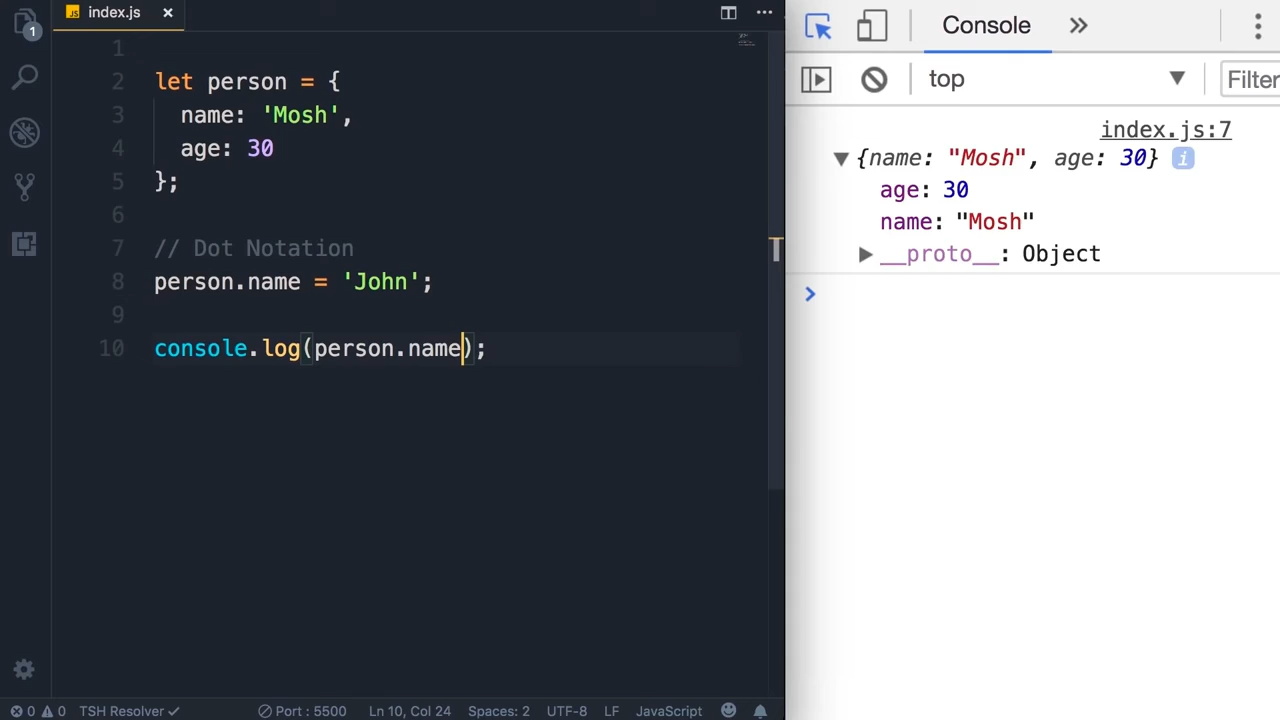 index.js
1
1
2 let person = {
3 name: 'Mosh',
4 age: 30
5 };
6
7 // Dot Notation
8 person.name = 'John';
9
10 console.log(person.name);
0 0 TSH Resolver Port : 5500 Ln 10, Col 24 Spaces: 2 UTF-8 LF JavaScript
Console
top
Filter
index.js:7
{name: "Mosh", age: 30} i
age: 30
name: "Mosh"
__proto__: Object